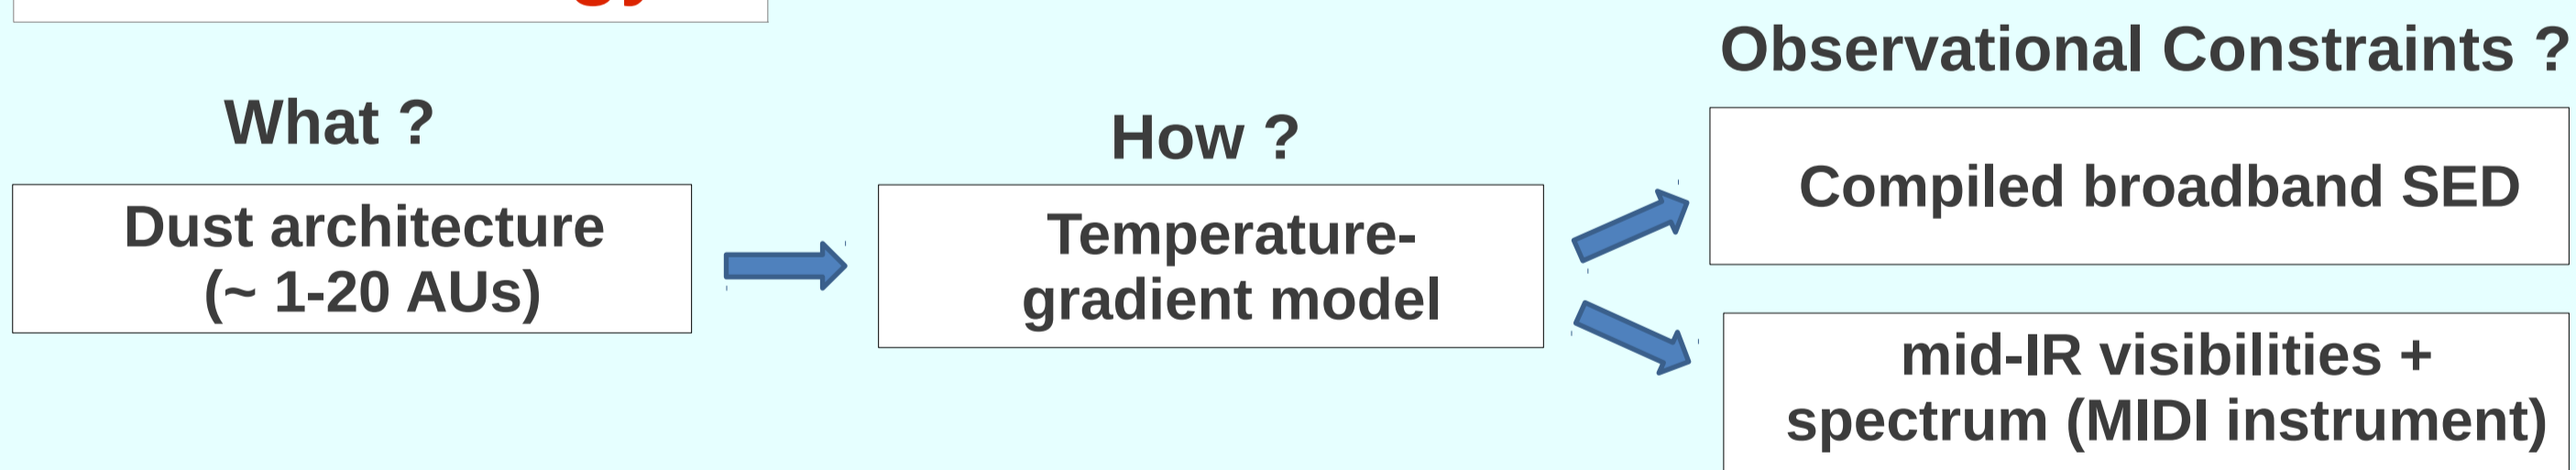 What ?
Dust architecture
(~ 1-20 AUs)
How ?
Temperature-
gradient model
Observational Constraints ?
Compiled broadband SED
mid-IR visibilities +
spectrum (MIDI instrument)